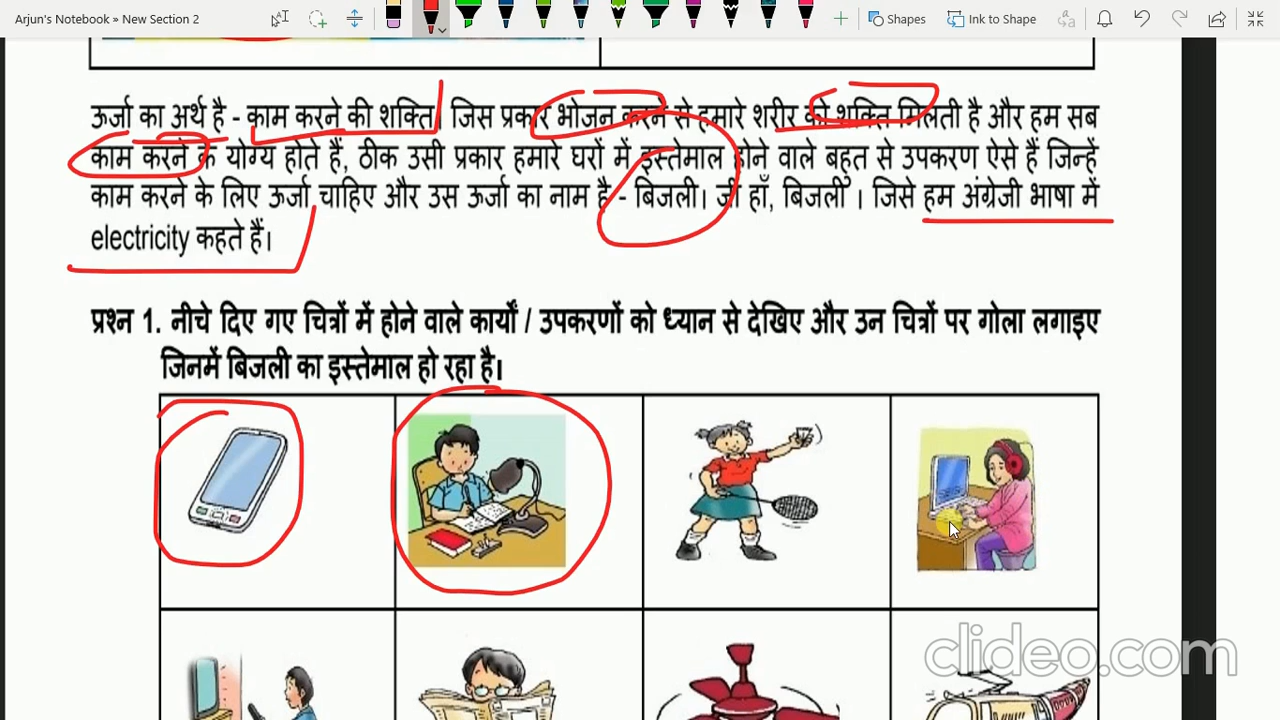 Arjun's Notebook » New Section 2
Shapes
Ink to Shape
ऊर्जा का अर्थ है - काम करने की शक्ति। जिस प्रकार भोजन करने से हमारे शरीर को शक्ति मिलती है और हम सब
काम करने के योग्य होते हैं, ठीक उसी प्रकार हमारे घरों में इस्तेमाल होने वाले बहुत से उपकरण ऐसे हैं जिन्हें
काम करने के लिए ऊर्जा चाहिए और उस ऊर्जा का नाम है - बिजली। जी हाँ, बिजली । जिसे हम अंग्रेजी भाषा में
electricity कहते हैं।
प्रश्न 1. नीचे दिए गए चित्रों में होने वाले कार्यों / उपकरणों को ध्यान से देखिए और उन चित्रों पर गोला लगाइए
जिनमें बिजली का इस्तेमाल हो रहा है।
clideo.com